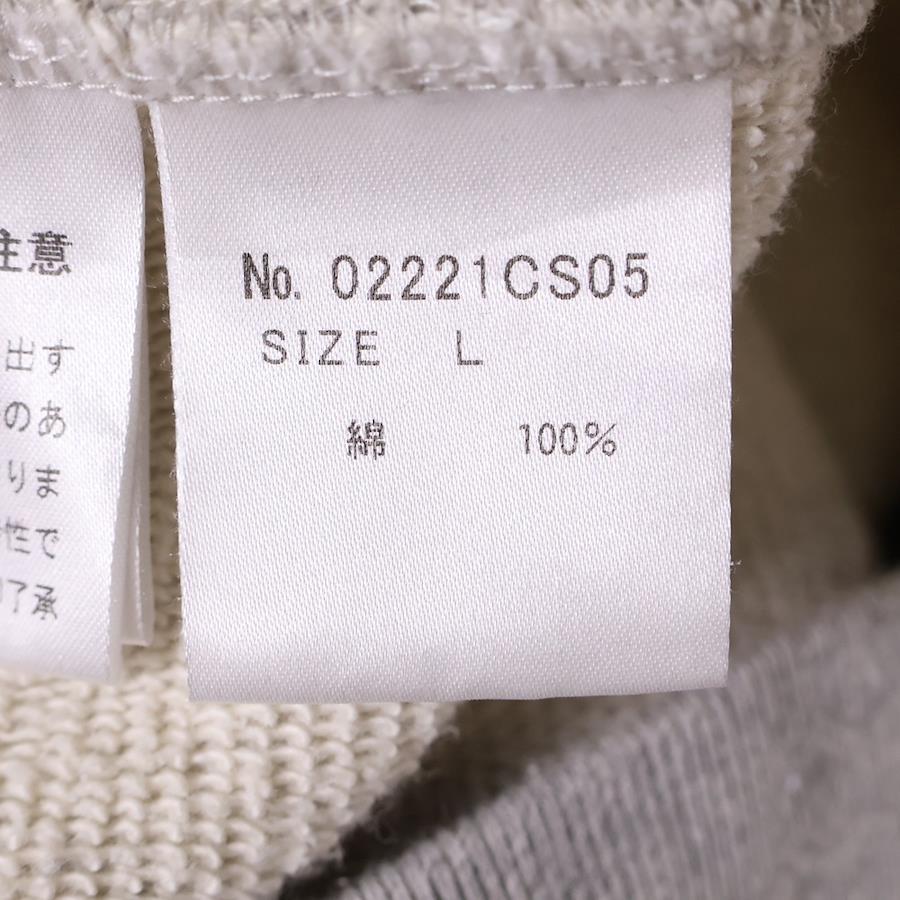 注意
出す
のあ
りま
性で
了承
No. 02221CS05
SIZE L
綿 100%